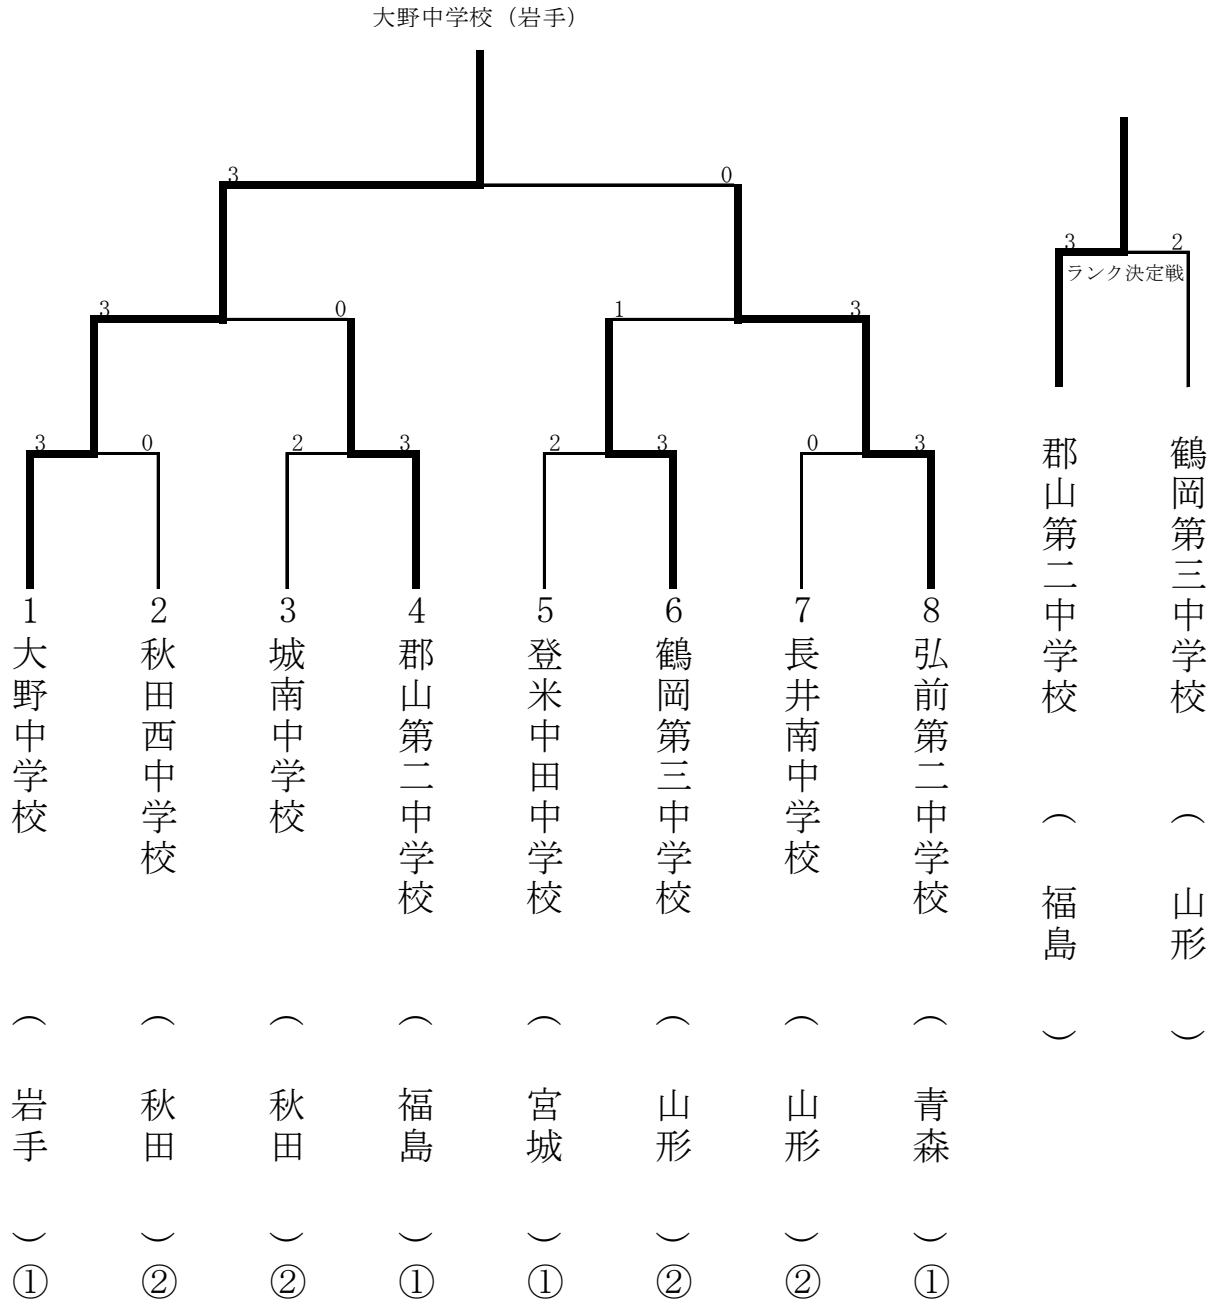 大野中学校（岩手）
3 0
3 2
ランク決定戦
3 0 1 3
3 0 2 3 2 3 0 3
郡山第二中学校（福島）
鶴岡第三中学校（山形）
1 大野中学校（岩手）①
2 秋田西中学校（秋田）②
3 城南中学校（秋田）②
4 郡山第二中学校（福島）①
5 登米中田中学校（宮城）①
6 鶴岡第三中学校（山形）②
7 長井南中学校（山形）②
8 弘前第二中学校（青森）①